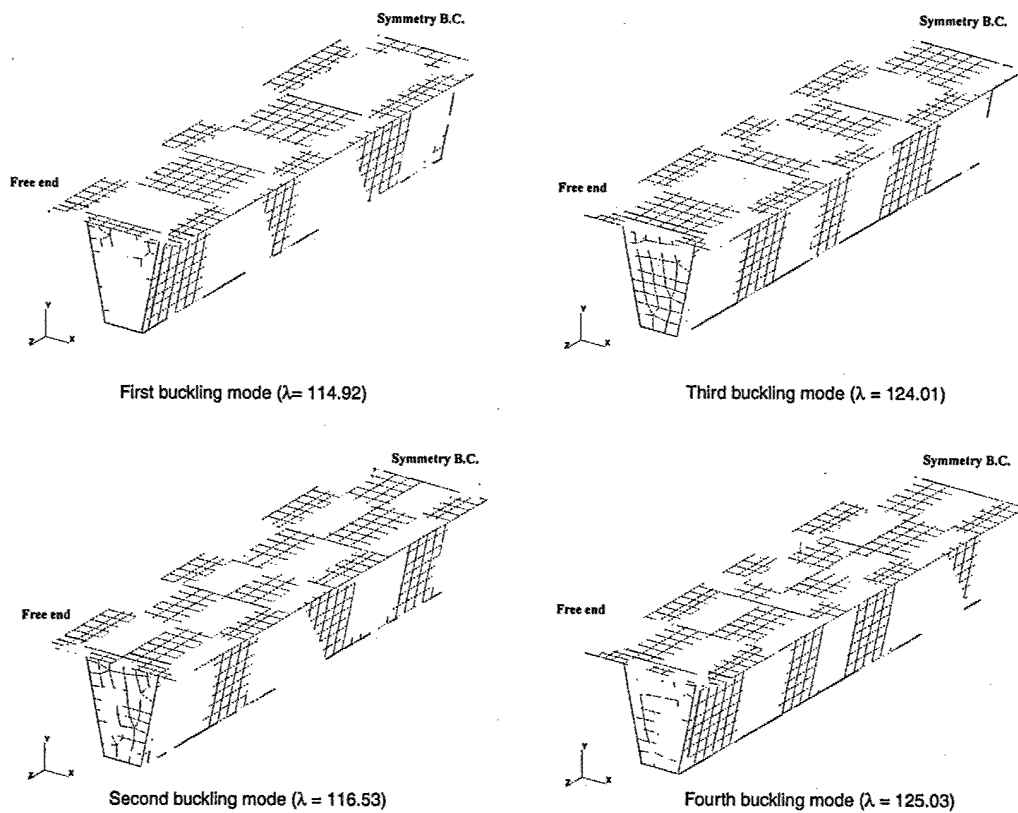 Symmetry B.C.
Free end
Y
Z
X
First buckling mode (λ= 114.92)
Symmetry B.C.
Free end
Y
Z
X
Third buckling mode (λ = 124.01)
Symmetry B.C.
Free end
Y
Z
X
Second buckling mode (λ = 116.53)
Symmetry B.C.
Free end
Y
Z
X
Fourth buckling mode (λ = 125.03)